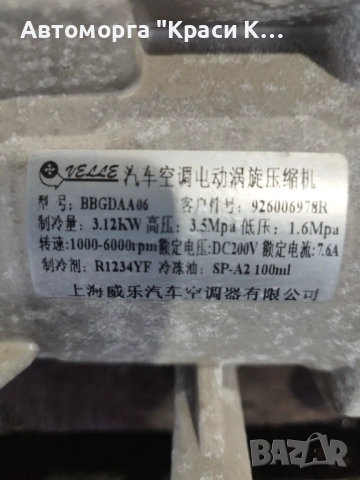 Автоморга "Краси К...
VELLE 汽车空调电动涡旋压缩机
型 号: BBGDAA06 客户件号: 926006978R
制冷量: 3.12KW 高压: 3.5Mpa 低压: 1.6Mpa
转速:1000-6000rpm 额定电压:DC200V 额定电流:7.6A
制冷剂: R1234YF 冷冻油: SP-A2 100ml
上海威乐汽车空调器有限公司
BAZAR